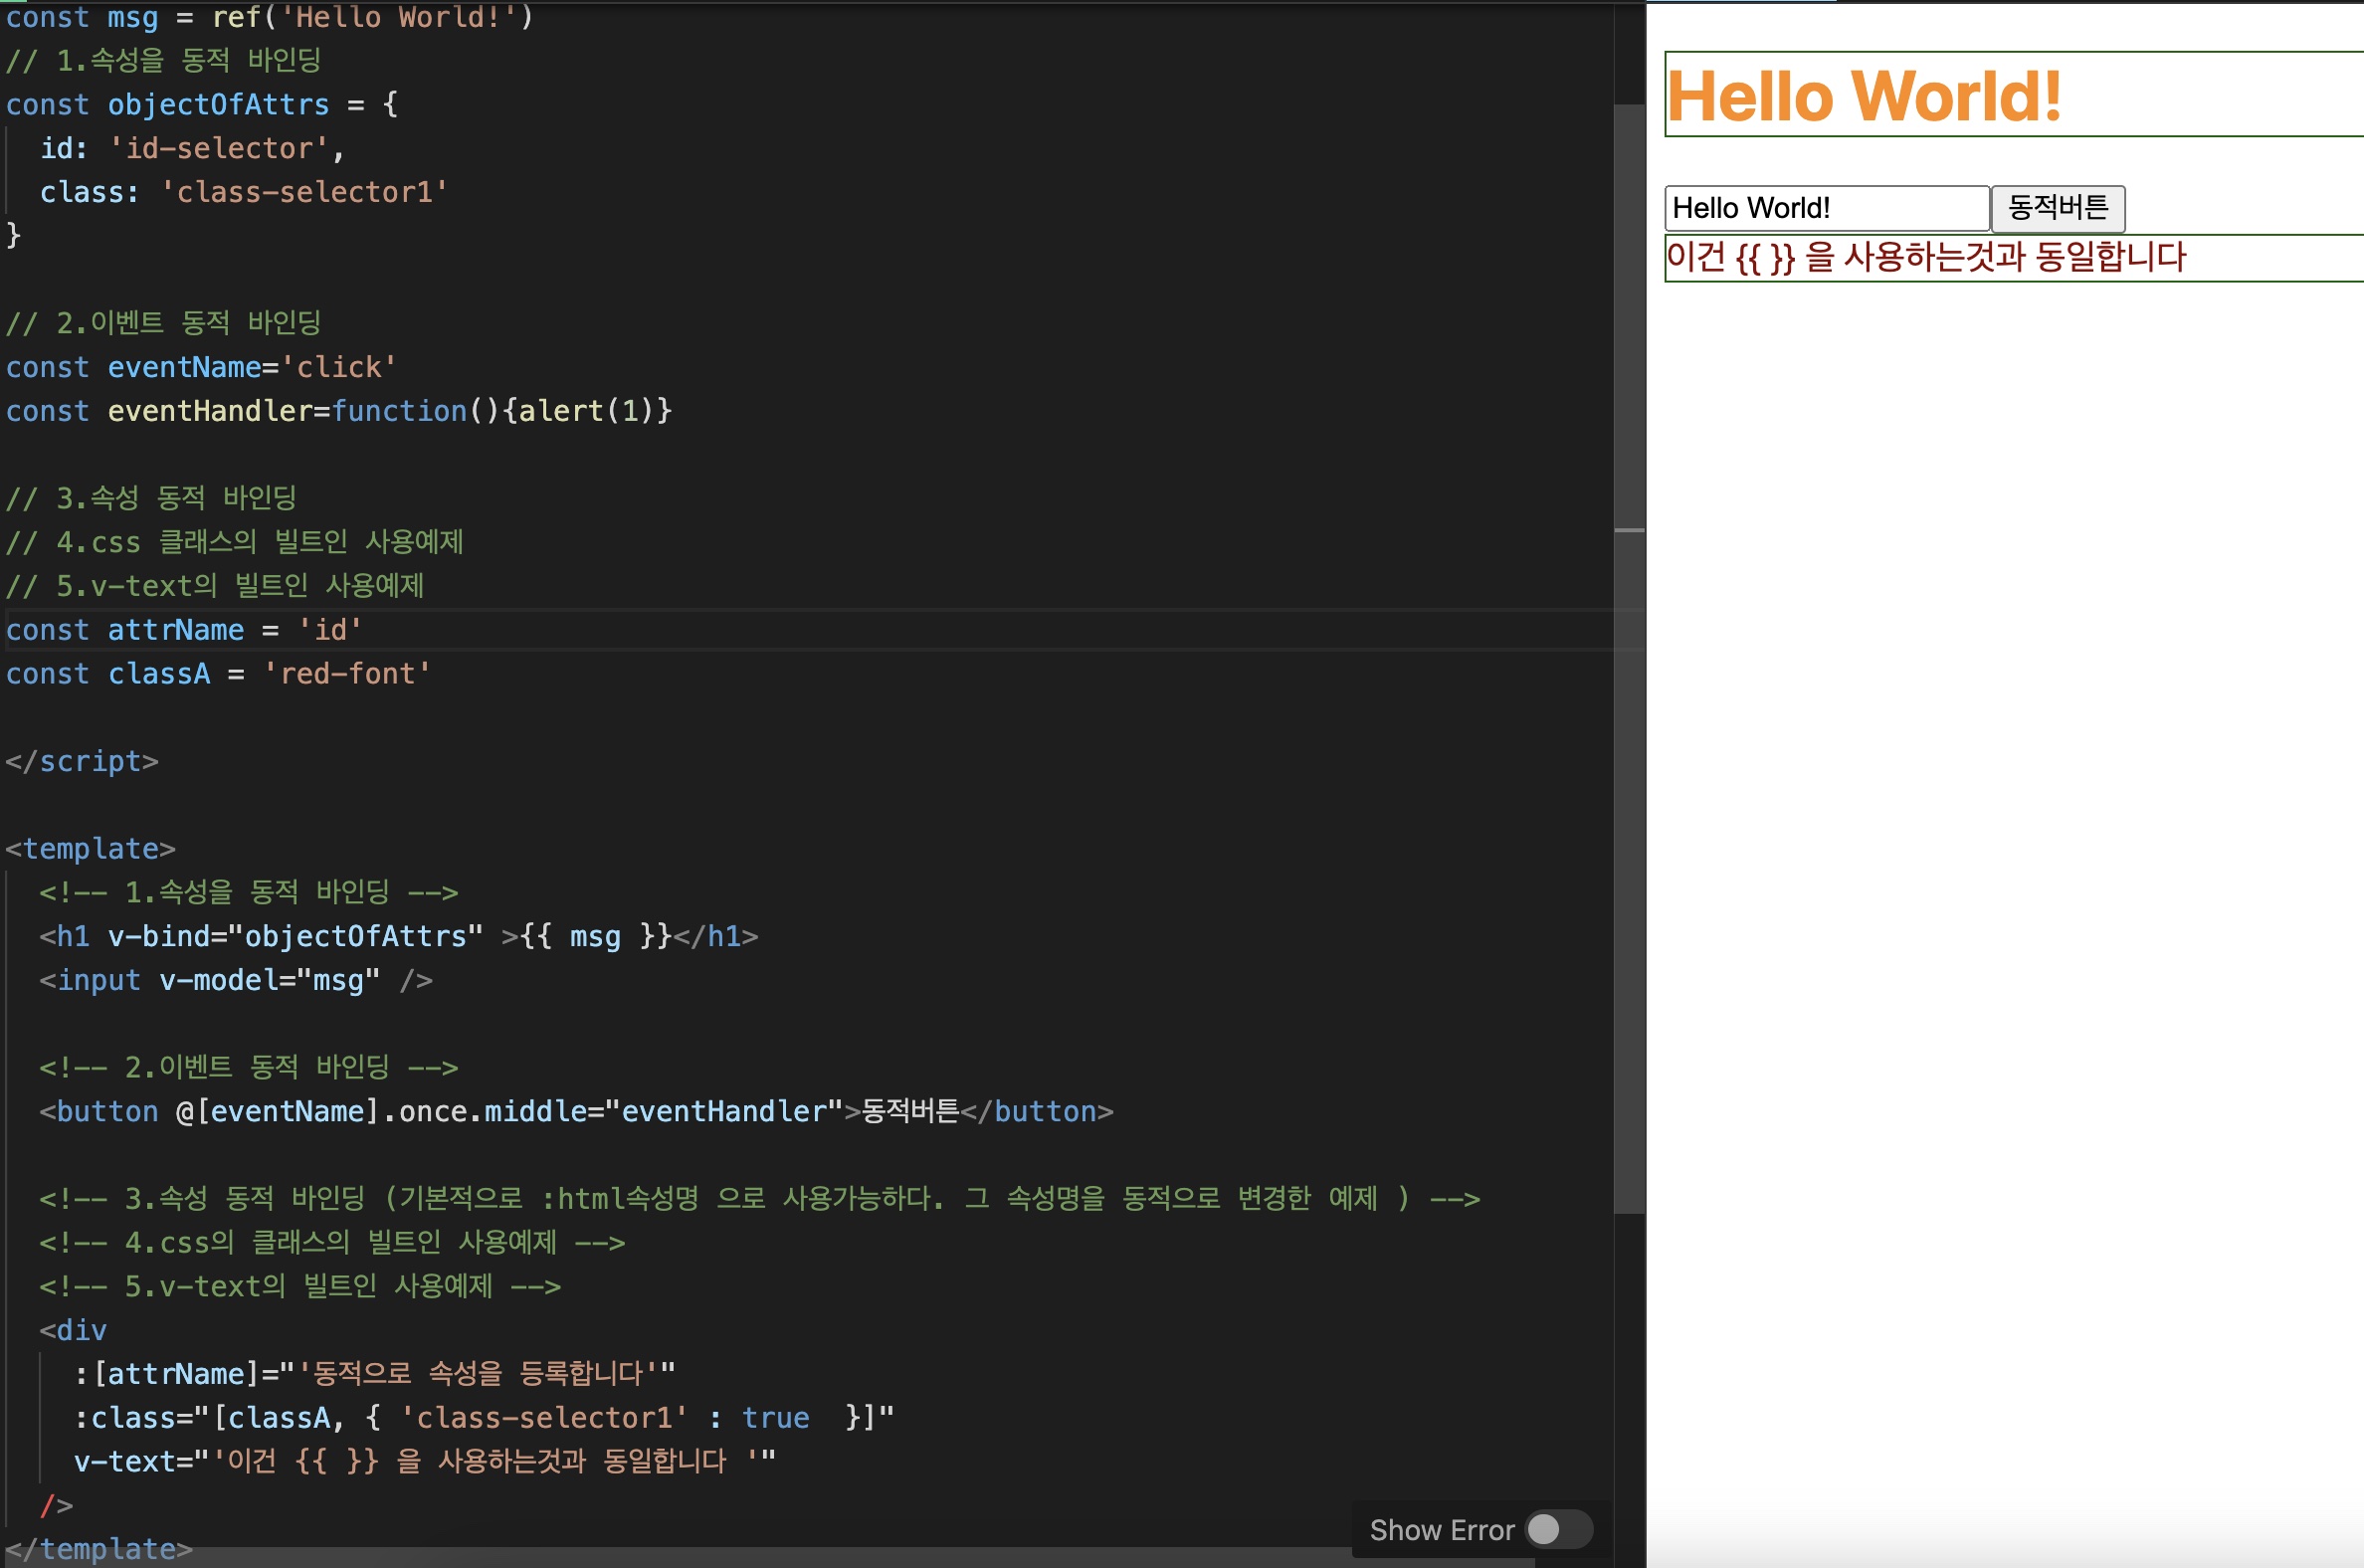 const msg = ref('Hello World!')
// 1.속성을 동적 바인딩
const objectOfAttrs = {
  id: 'id-selector',
  class: 'class-selector1'
}
// 2.이벤트 동적 바인딩
const eventName='click'
const eventHandler=function(){alert(1)}
// 3.속성 동적 바인딩
// 4.css 클래스의 빌트인 사용예제
// 5.v-text의 빌트인 사용예제
const attrName = 'id'
const classA = 'red-font'
</script>
<template>
  <!-- 1.속성을 동적 바인딩 -->
  <h1 v-bind="objectOfAttrs" >{{ msg }}</h1>
  <input v-model="msg" />
  <!-- 2.이벤트 동적 바인딩 -->
  <button @[eventName].once.middle="eventHandler">동적버튼</button>
  <!-- 3.속성 동적 바인딩 (기본적으로 :html속성명 으로 사용가능하다. 그 속성명을 동적으로 변경한 예제 ) -->
  <!-- 4.css의 클래스의 빌트인 사용예제 -->
  <!-- 5.v-text의 빌트인 사용예제 -->
  <div
    :[attrName]="'동적으로 속성을 등록합니다'"
    :class="[classA, { 'class-selector1' : true  }]"
    v-text="'이건 {{ }} 을 사용하는것과 동일합니다 '"
  />
</template>
Show Error
Hello World!
Hello World! 동적버튼
이건 {{ }} 을 사용하는것과 동일합니다